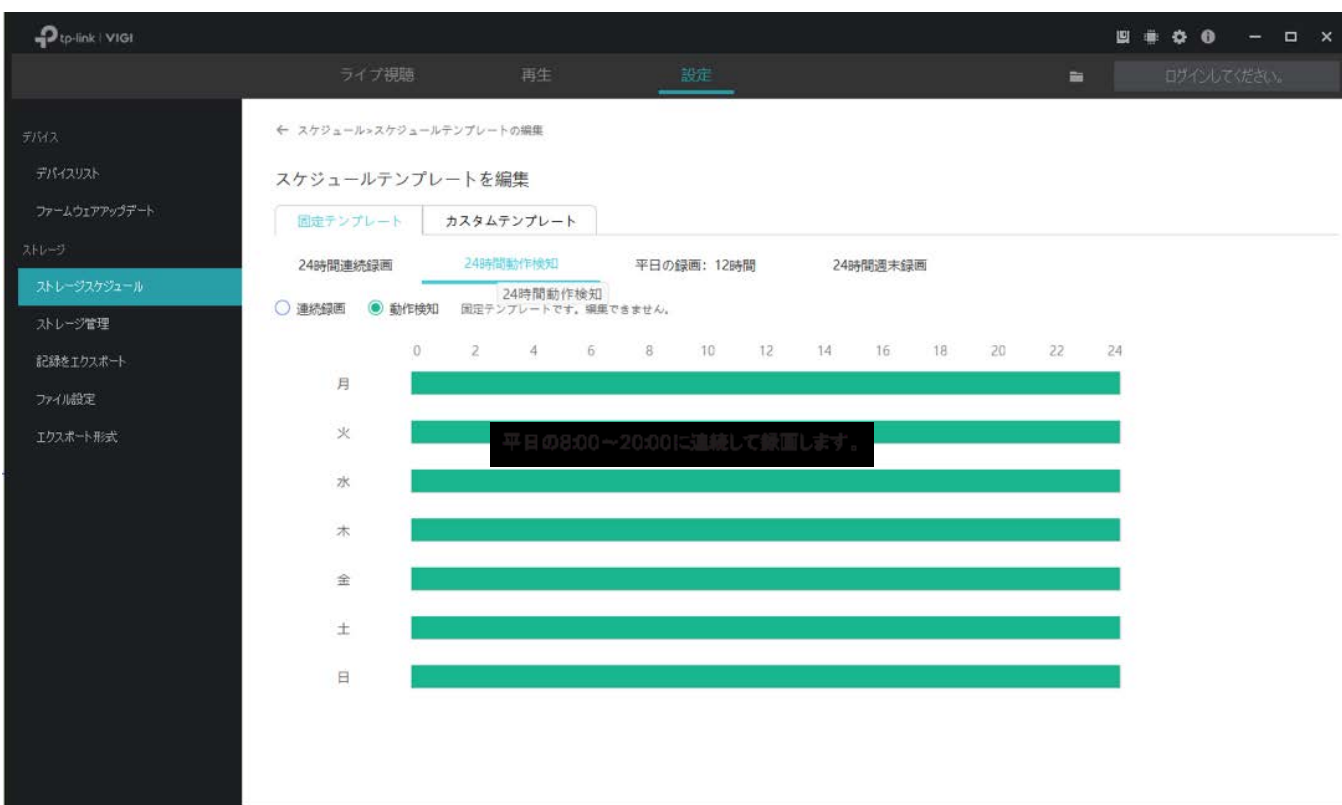 tp-link | VIGI
ライブ視聴 再生 設定 ログインしてください。
デバイス
デバイスリスト
ファームウェアアップデート
ストレージ
ストレージスケジュール
ストレージ管理
記録をエクスポート
ファイル設定
エクスポート形式
← スケジュール>スケジュールテンプレートの編集
スケジュールテンプレートを編集
固定テンプレート カスタムテンプレート
24時間連続録画 24時間動作検知 平日の録画: 12時間 24時間週末録画
24時間動作検知
連続録画 動作検知 固定テンプレートです。編集できません。
0 2 4 6 8 10 12 14 16 18 20 22 24
月
火
平日の8:00～20:00に連続して録画します。
水
木
金
土
日